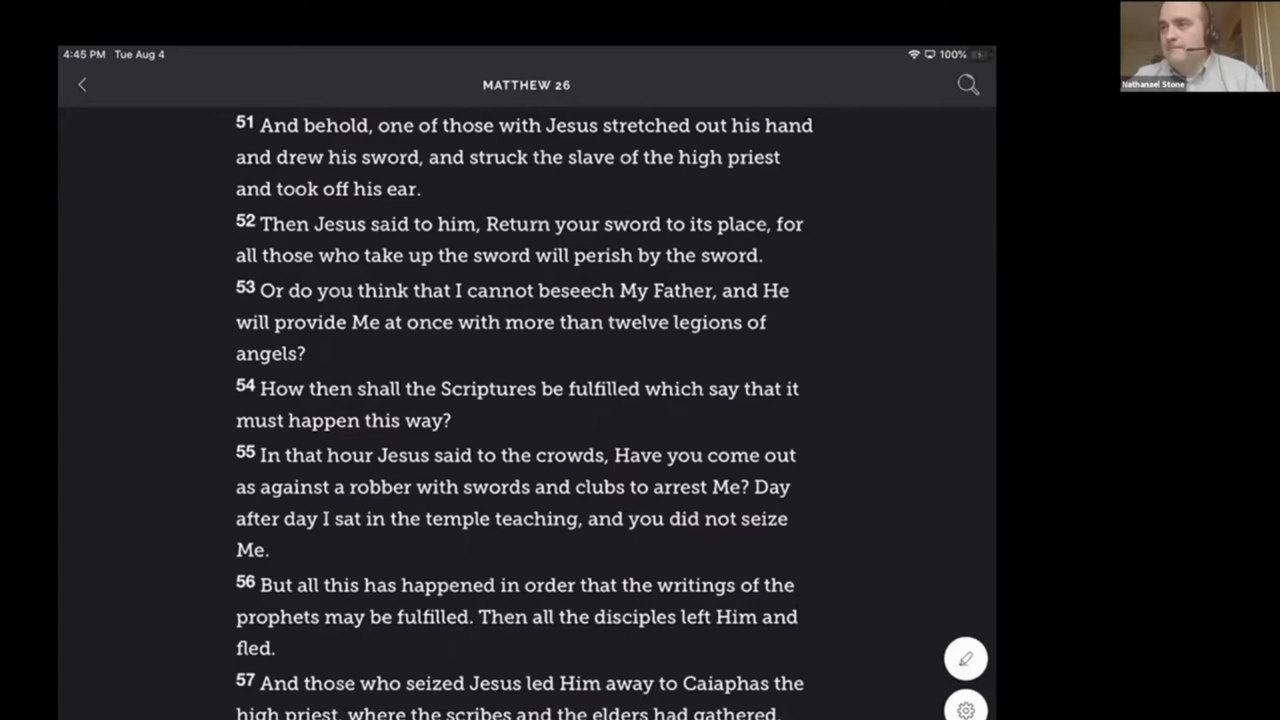 4:45 PM Tue Aug 4
100%
MATTHEW 26
Nathanael Stone
51 And behold, one of those with Jesus stretched out his hand
and drew his sword, and struck the slave of the high priest
and took off his ear.
52 Then Jesus said to him, Return your sword to its place, for
all those who take up the sword will perish by the sword.
53 Or do you think that I cannot beseech My Father, and He
will provide Me at once with more than twelve legions of
angels?
54 How then shall the Scriptures be fulfilled which say that it
must happen this way?
55 In that hour Jesus said to the crowds, Have you come out
as against a robber with swords and clubs to arrest Me? Day
after day I sat in the temple teaching, and you did not seize
Me.
56 But all this has happened in order that the writings of the
prophets may be fulfilled. Then all the disciples left Him and
fled.
57 And those who seized Jesus led Him away to Caiaphas the
high priest, where the scribes and the elders had gathered.